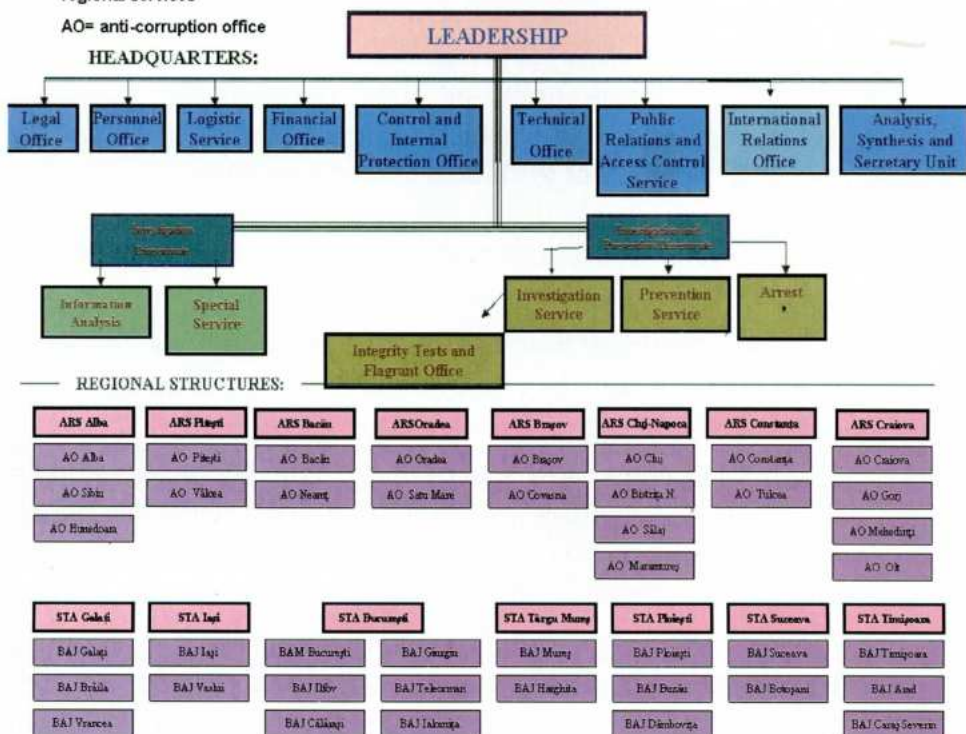 AO= anti-corruption office
LEADERSHIP
HEADQUARTERS:
Legal
Office
Personnel
Office
Logistic
Service
Financial
Office
Control and
Internal
Protection Office
Technical
Office
Public
Relations and
Access Control
Service
International
Relations
Office
Analysis,
Synthesis and
Secretary Unit
Investigation
Investigation and
Information
Analysis
Special
Service
Investigation
Service
Prevention
Service
Arrest
Integrity Tests and
Flagrant Office
REGIONAL STRUCTURES:
ARS Alba
ARS Pitești
ARS Bacău
ARSOradea
ARS Brașov
ARS Cluj-Napoca
ARS Constanța
ARS Craiova
AO Alba
AO Pitești
AO Bacău
AO Oradea
AO Brașov
AO Cluj
AO Constanța
AO Craiova
AO Sibiu
AO Vâlcea
AO Neamț
AO Satu Mare
AO Covasna
AO Bistrița N.
AO Tulcea
AO Gorj
AO Hunedoara
AO Sălaj
AO Mehedinți
AO Maramureș
AO Olt
STA Galati
STA Iași
STA București
STA Târgu Mureș
STA Ploiești
STA Suceava
STA Timișoara
BAJ Galați
BAJ Iași
BAM București
BAJ Giurgiu
BAJ Mureș
BAJ Ploiești
BAJ Suceava
BAJ Timișoara
BAJ Brăila
BAJ Vaslui
BAJ Ilfov
BAJ Teleorman
BAJ Harghita
BAJ Buzău
BAJ Botoșani
BAJ Arad
BAJ Vrancea
BAJ Călărași
BAJ Ialomița
BAJ Dâmbovița
BAJ Caraș Severin